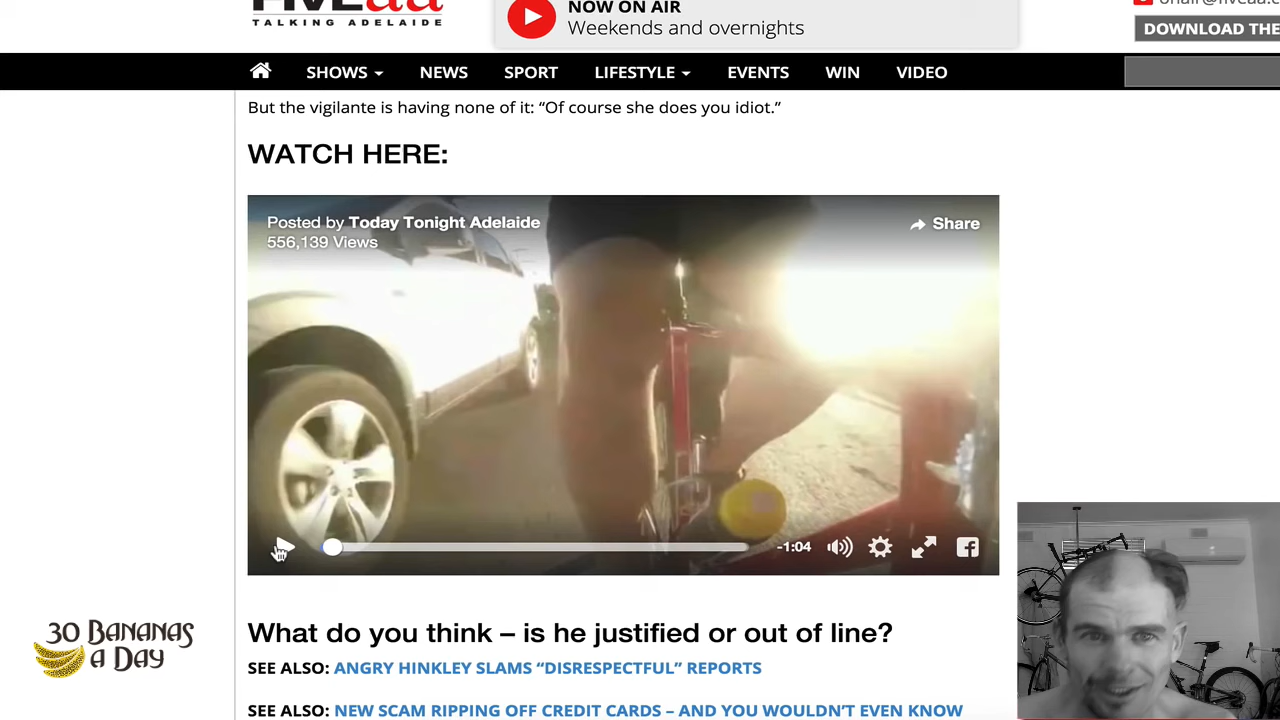 FIVEaa
TALKING ADELAIDE
NOW ON AIR
Weekends and overnights
DOWNLOAD THE
SHOWS
NEWS
SPORT
LIFESTYLE
EVENTS
WIN
VIDEO
But the vigilante is having none of it: “Of course she does you idiot.”
WATCH HERE:
Posted by Today Tonight Adelaide
556,139 Views
Share
-1:04
30 BANANAS
A DAY
What do you think – is he justified or out of line?
SEE ALSO: ANGRY HINKLEY SLAMS “DISRESPECTFUL” REPORTS
SEE ALSO: NEW SCAM RIPPING OFF CREDIT CARDS – AND YOU WOULDN’T EVEN KNOW